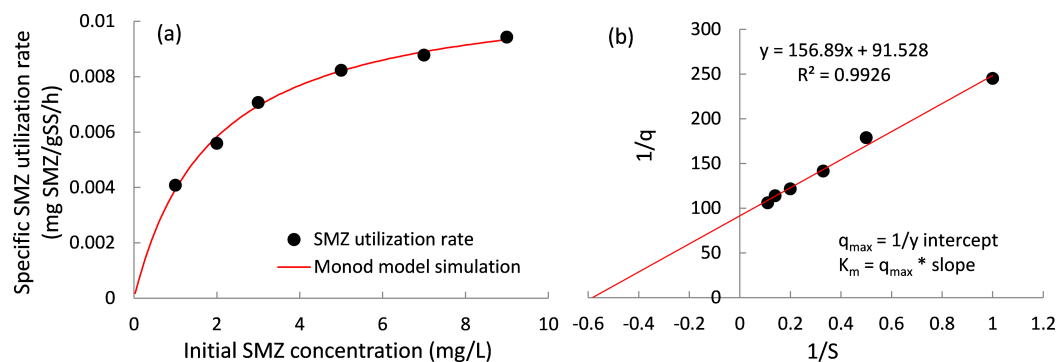 (a)
Specific SMZ utilization rate
(mg SMZ/gSS/h)
0.01
0.008
0.006
0.004
0.002
0
0
2
4
6
8
10
SMZ utilization rate
Monod model simulation
Initial SMZ concentration (mg/L)
(b)
y = 156.89x + 91.528
R² = 0.9926
1/q
300
250
200
150
100
50
0
-0.6
-0.4
-0.2
0
0.2
0.4
0.6
0.8
1
1.2
qmax = 1/y intercept
Km = qmax * slope
1/S